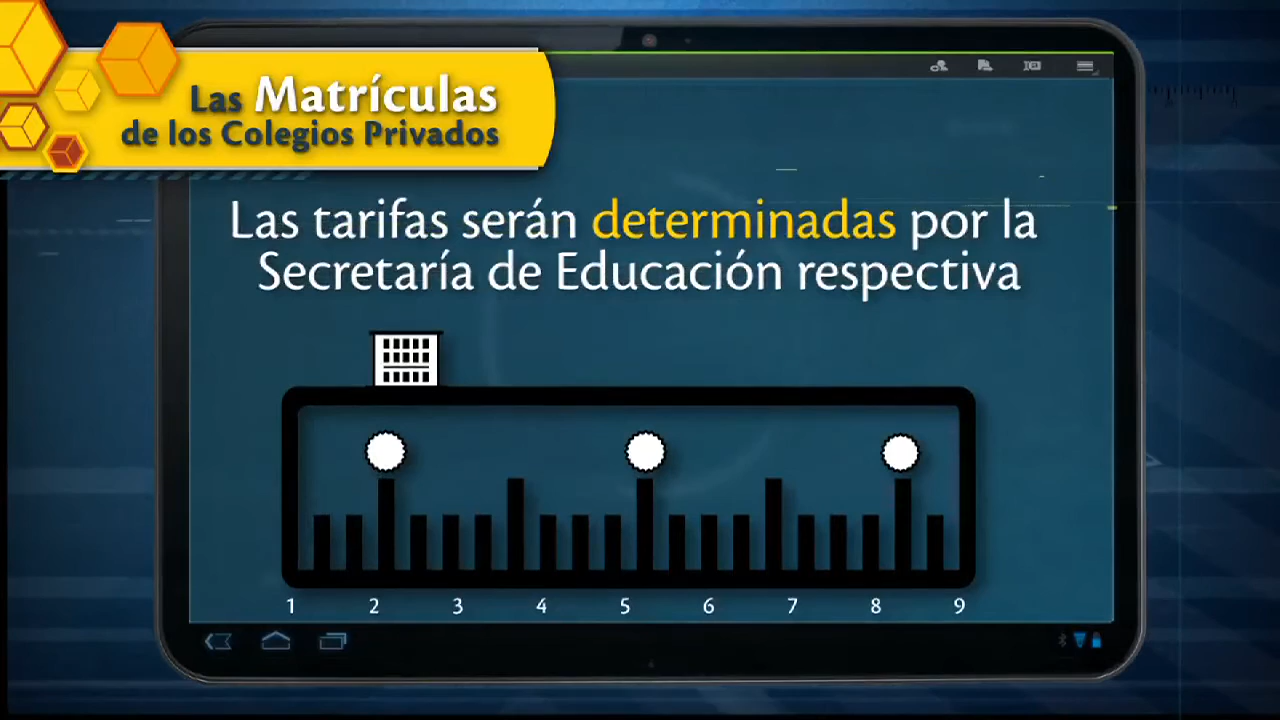 Las Matrículas
de los Colegios Privados
Las tarifas serán determinadas por la
Secretaría de Educación respectiva
1 2 3 4 5 6 7 8 9